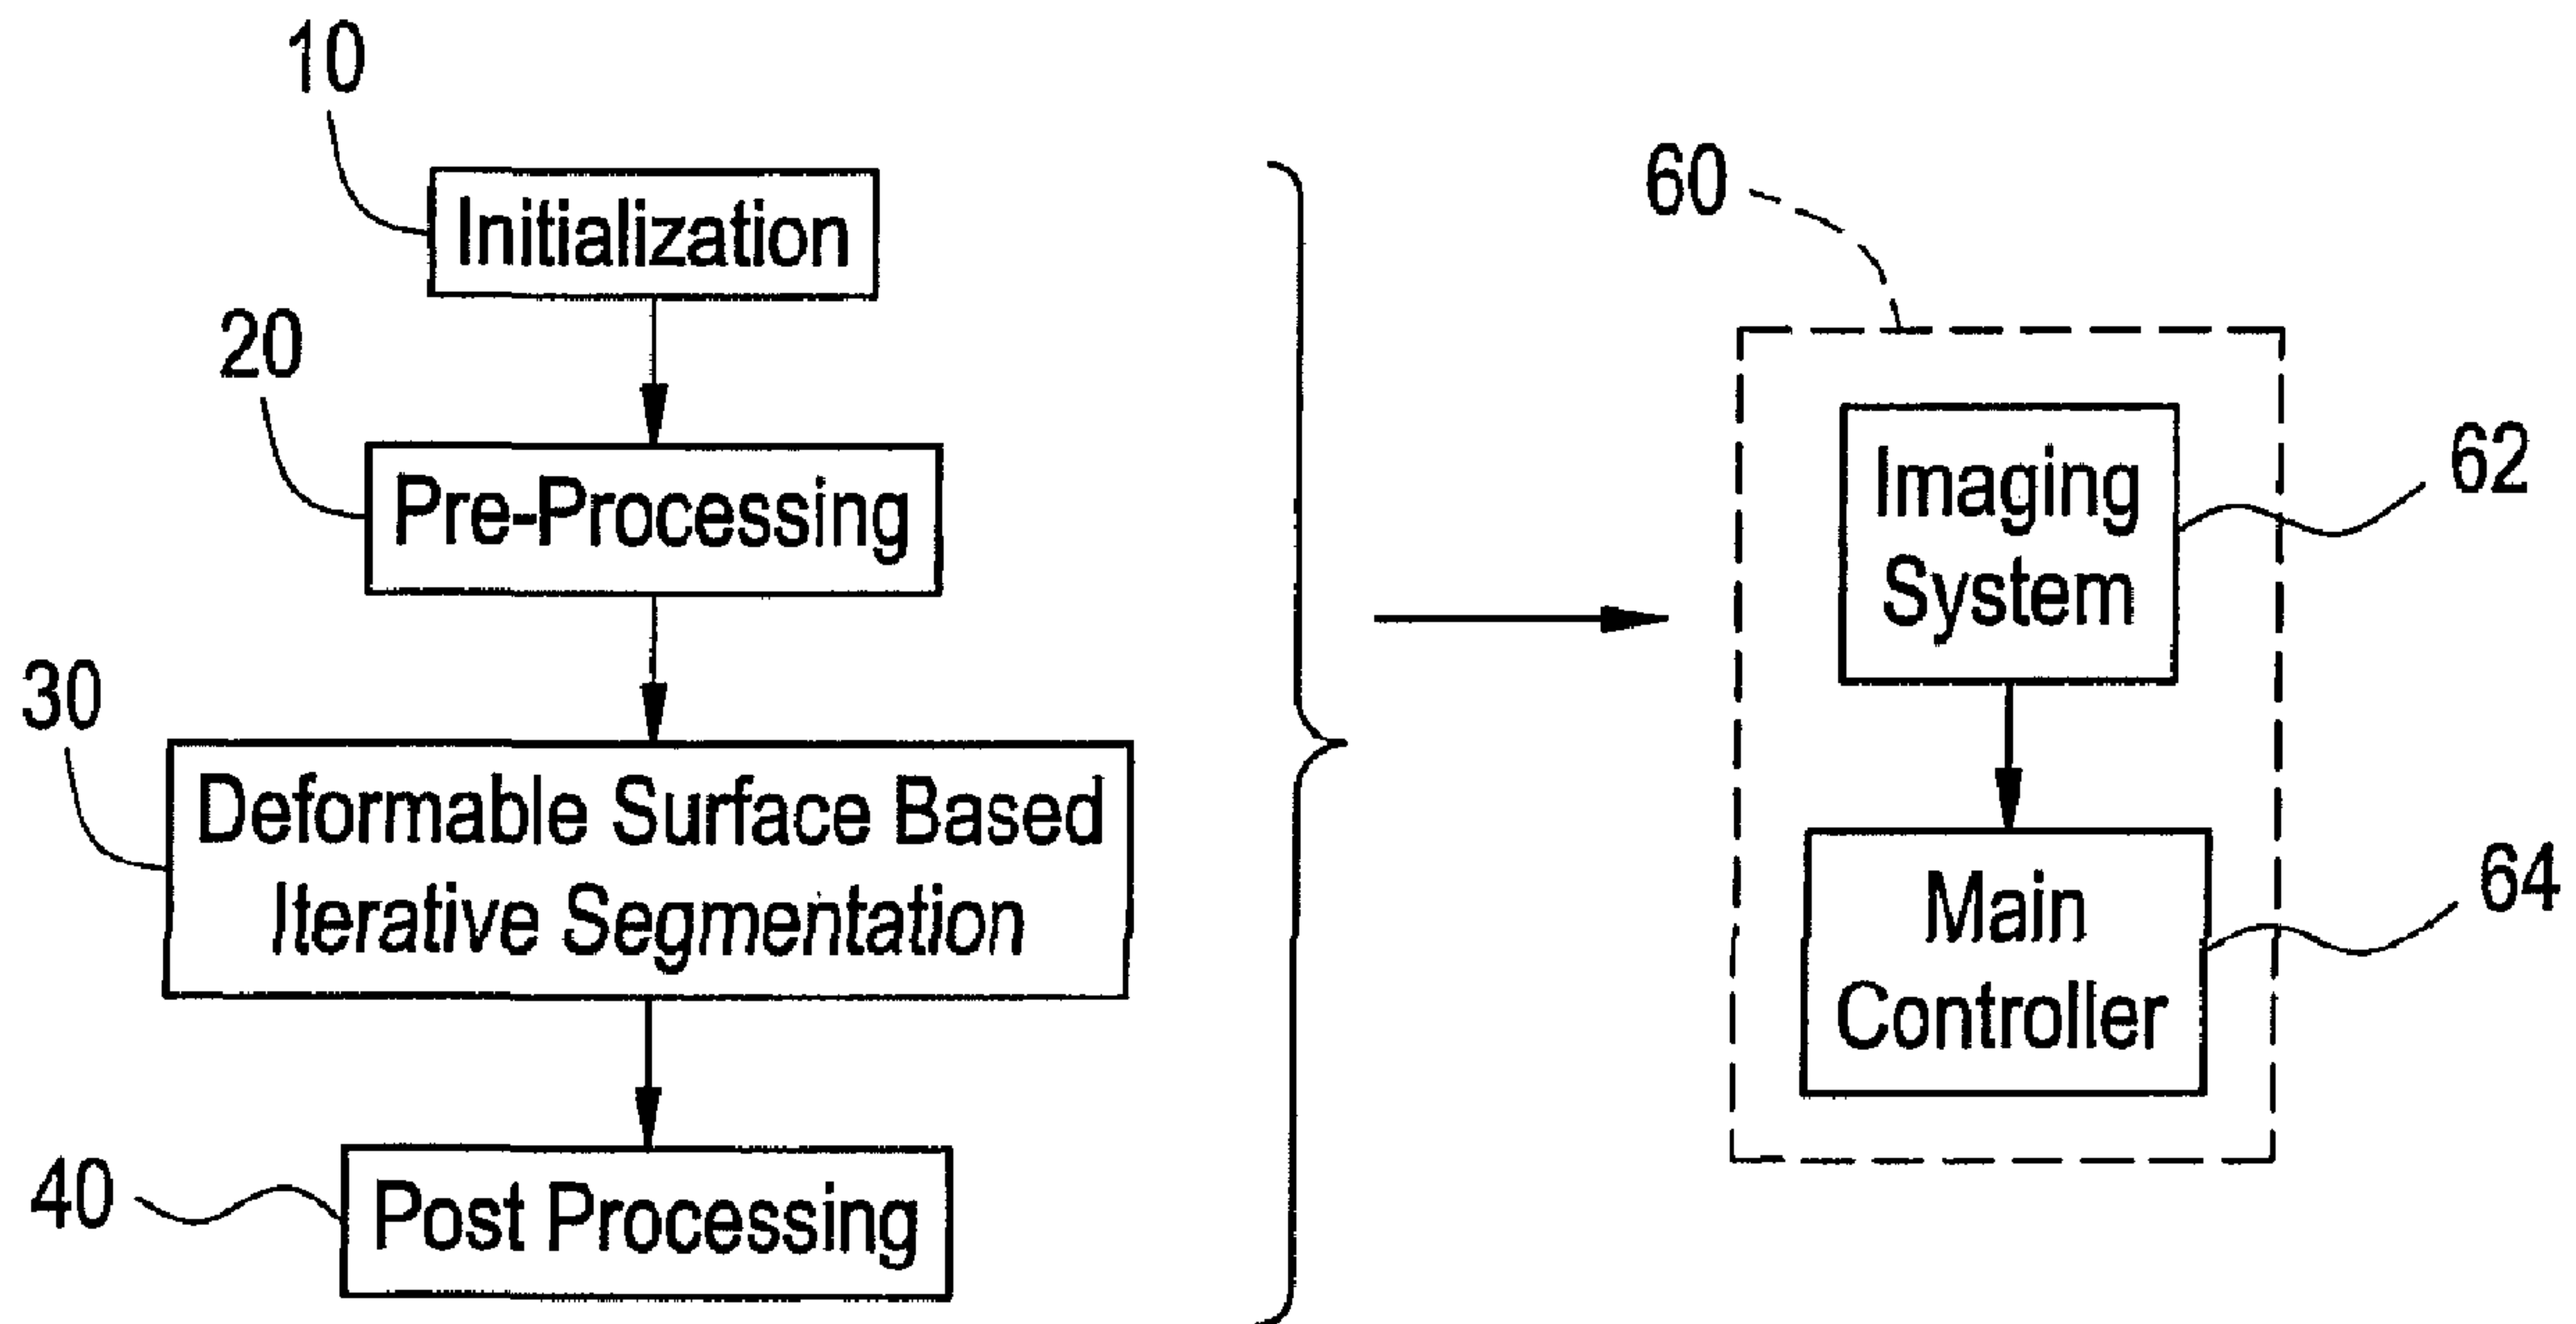 10
Initialization
20
Pre-Processing
30
Deformable Surface Based
Iterative Segmentation
40
Post Processing
60
Imaging
System
62
Main
Controller
64